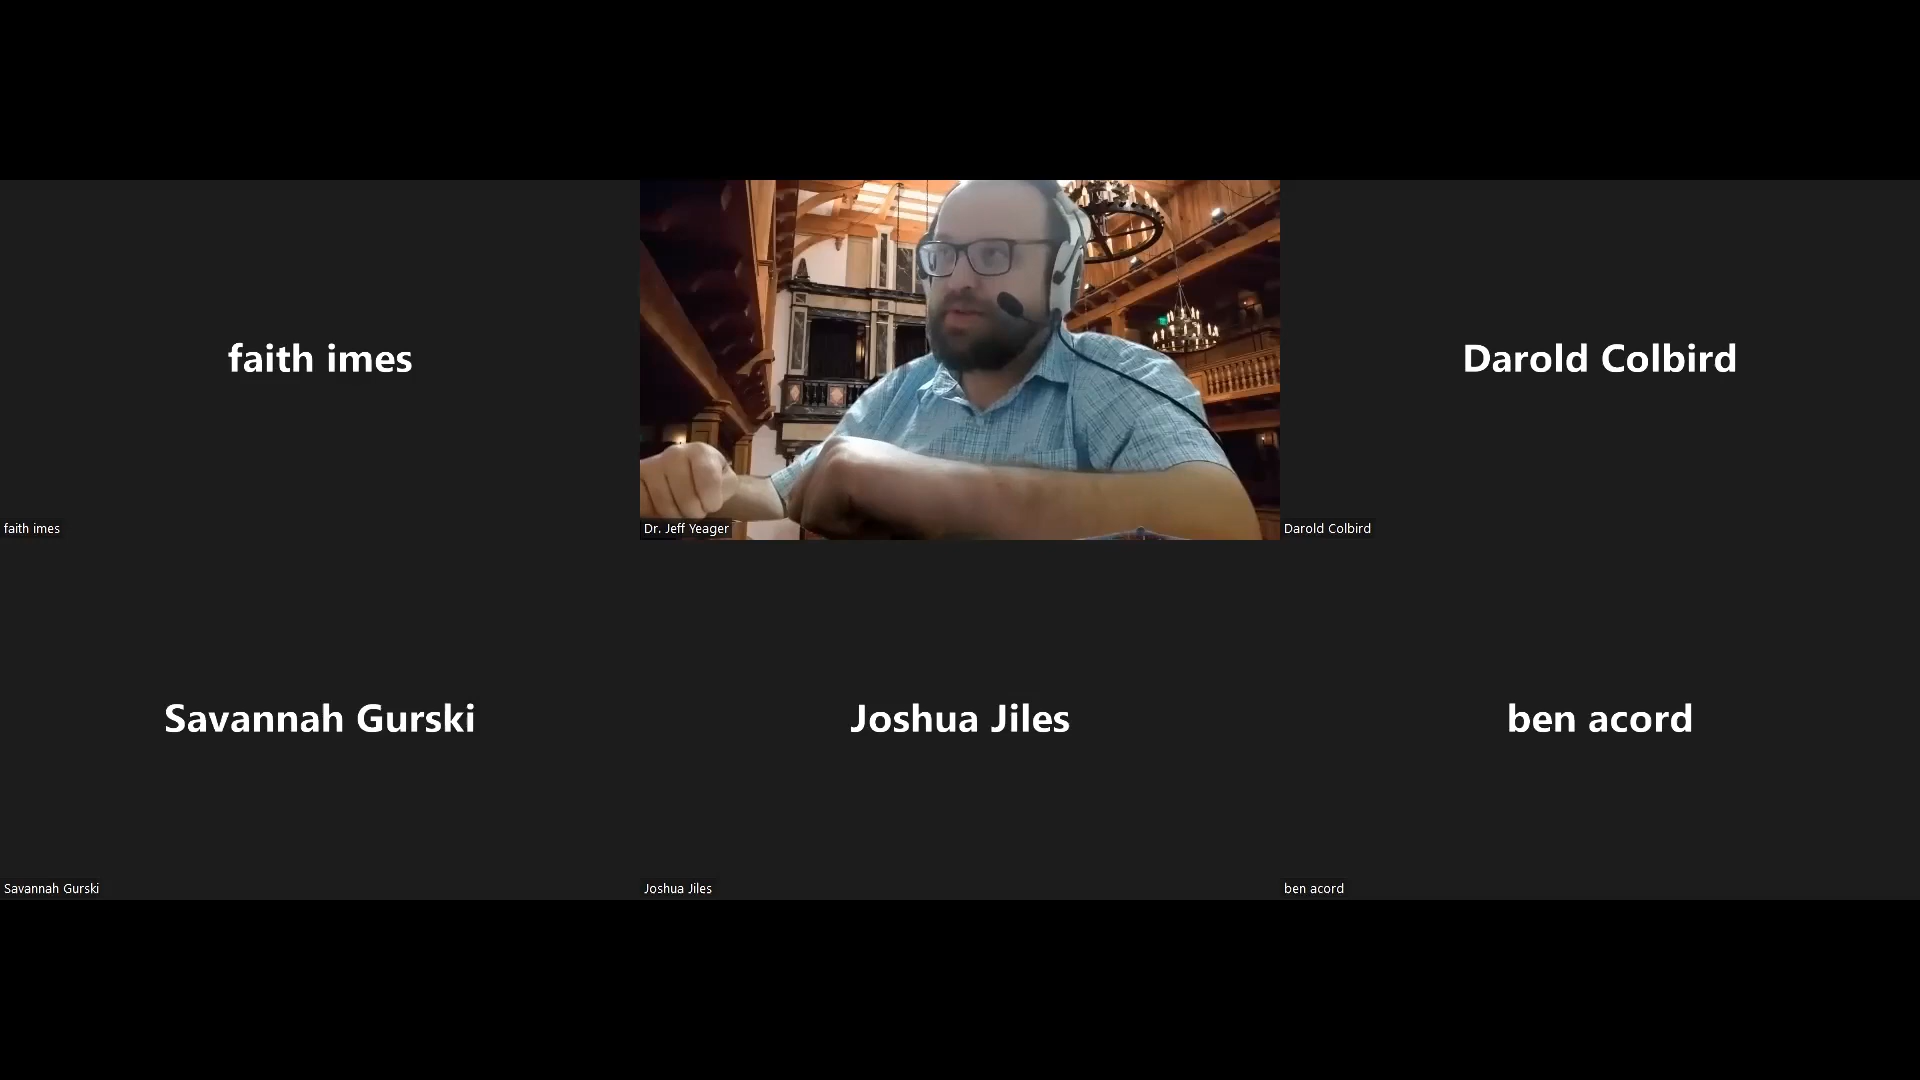 faith imes
Darold Colbird
faith imes
Dr. Jeff Yeager
Darold Colbird
Savannah Gurski
Joshua Jiles
ben acord
Savannah Gurski
Joshua Jiles
ben acord